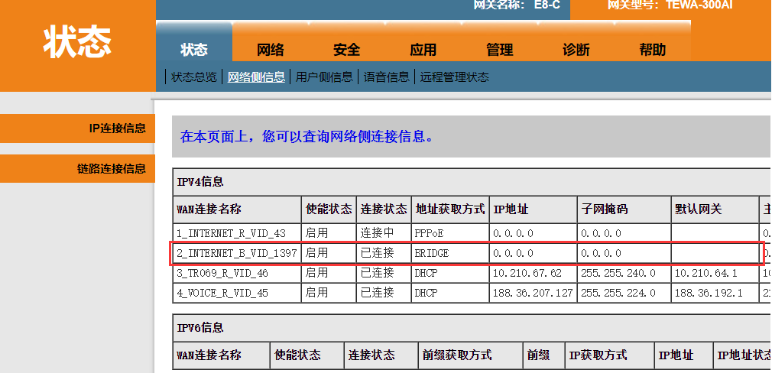 网关名称: E8-C 网关型号: TEWA-300AI
状态
状态 网络 安全 应用 管理 诊断 帮助
状态总览 网络侧信息 用户侧信息 语音信息 远程管理状态
IP连接信息
链路连接信息
在本页面上，您可以查询网络侧连接信息。
IPV4信息
WAN连接名称 使能状态 连接状态 地址获取方式 IP地址 子网掩码 默认网关 主
1_INTERNET_R_VID_43 启用 连接中 PPPoE 0.0.0.0 0.0.0.0 0.
2_INTERNET_B_VID_1397 启用 已连接 BRIDGE 0.0.0.0 0.0.0.0 0.
3_TR069_R_VID_46 启用 已连接 DHCP 10.210.67.62 255.255.240.0 10.210.64.1 10
4_VOICE_R_VID_45 启用 已连接 DHCP 188.36.207.127 255.255.224.0 188.36.192.1 2
IPV6信息
WAN连接名称 使能状态 连接状态 前缀获取方式 前缀 IP获取方式 IP地址 IP地址状态